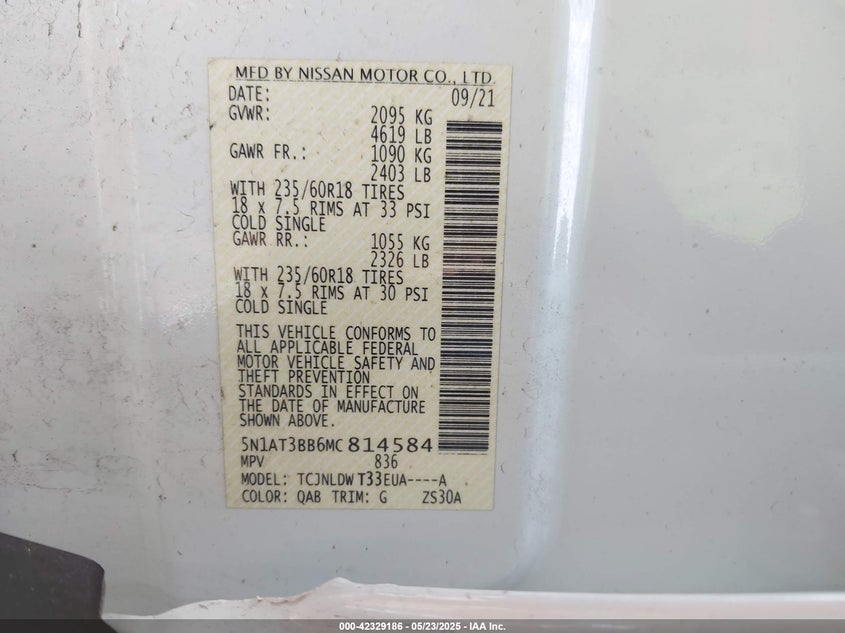 MFD BY NISSAN MOTOR CO., LTD.
DATE: 09/21
GVWR: 2095 KG
4619 LB
GAWR FR.: 1090 KG
2403 LB
WITH 235/60R18 TIRES
18 x 7.5 RIMS AT 33 PSI
COLD SINGLE
GAWR RR.: 1055 KG
2326 LB
WITH 235/60R18 TIRES
18 x 7.5 RIMS AT 30 PSI
COLD SINGLE
THIS VEHICLE CONFORMS TO
ALL APPLICABLE FEDERAL
MOTOR VEHICLE SAFETY AND
THEFT PREVENTION
STANDARDS IN EFFECT ON
THE DATE OF MANUFACTURE
SHOWN ABOVE.
5N1AT3BB6MC814584
MPV 836
MODEL: TCJNLDW T33EUA----A
COLOR: QAB TRIM: G ZS30A
000-42329186 - 05/23/2025 - IAA Inc.